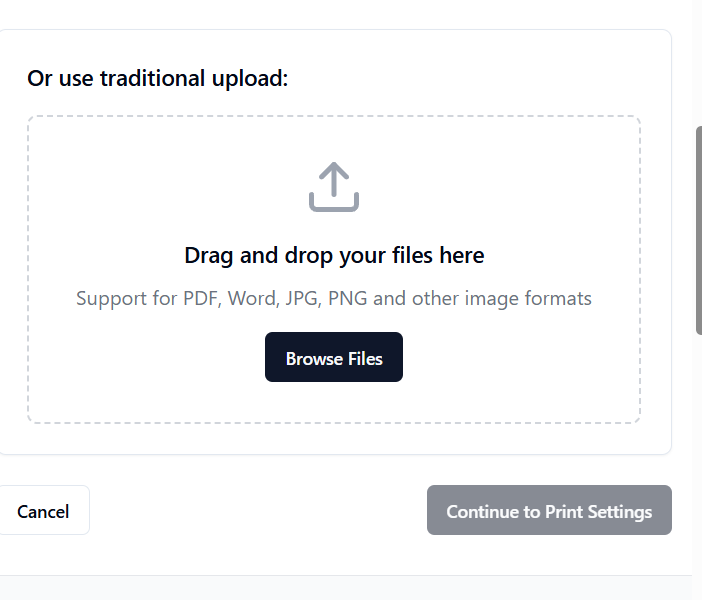 Or use traditional upload:
Drag and drop your files here
Support for PDF, Word, JPG, PNG and other image formats
Browse Files
Cancel
Continue to Print Settings